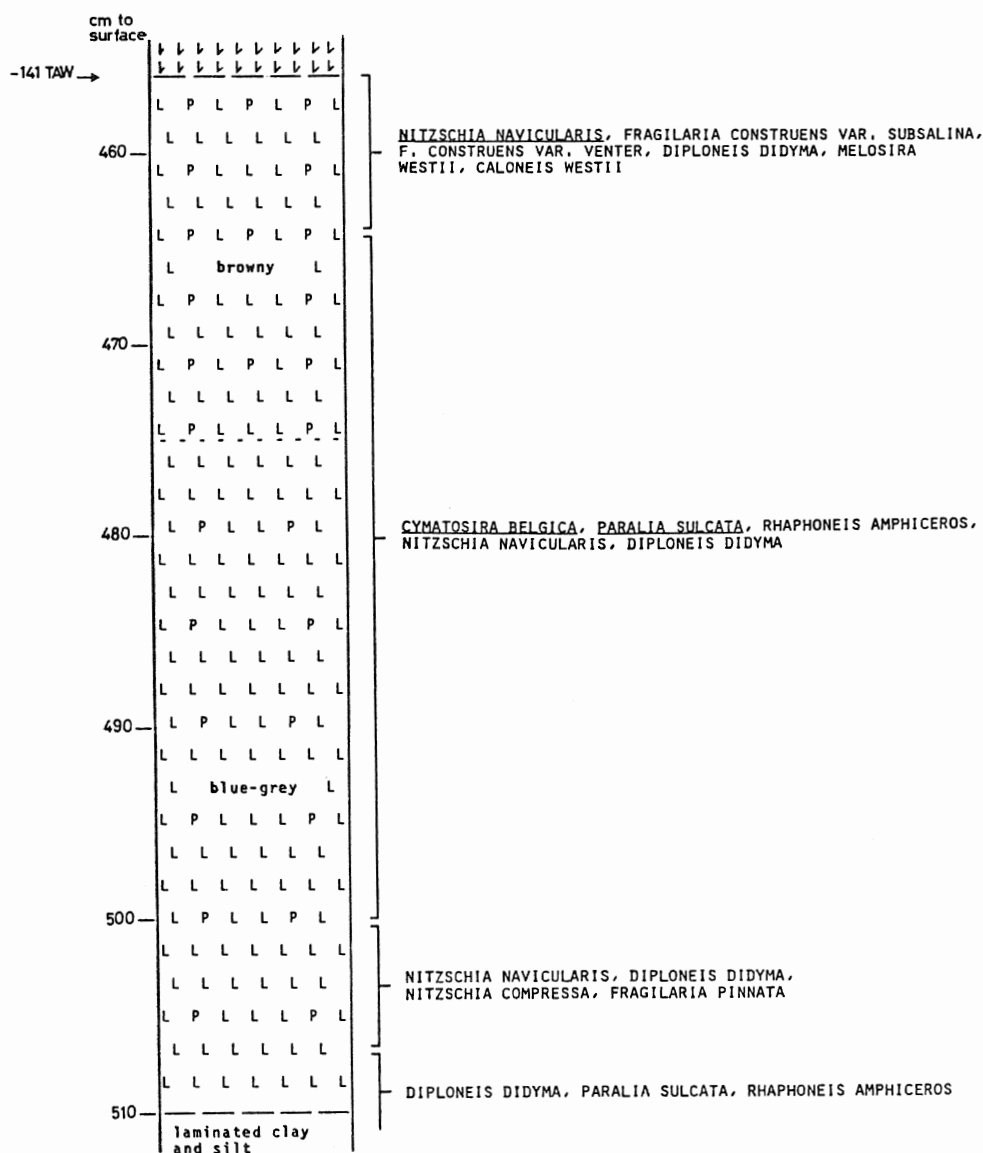 cm to
surface
-141 TAW
L P L P L P L
L L L L L L
NITZSCHIA NAVICULARIS, FRAGILARIA CONSTRUENS VAR. SUBSALINA,
F. CONSTRUENS VAR. VENTER, DIPLONEIS DIDYMA, MELOSIRA
WESTII, CALONEIS WESTII
460
L P L L L P L
L L L L L L
L P L P L P L
L browny L
L P L L L P L
L L L L L L
470
L P L P L P L
L L L L L L
L P L L L P L
L L L L L L
L L L L L L L
L P L L P L
480
CYMATOSIRA BELGICA, PARALIA SULCATA, RHAPHONEIS AMPHICEROS,
NITZSCHIA NAVICULARIS, DIPLONEIS DIDYMA
L L L L L L L
L L L L L L
L P L L L P L
L L L L L L
L L L L L L L
L P L L P L
490
L L L L L L L
L blue-grey L
L P L L L P L
L L L L L L
L L L L L L L
500
L P L L P L
L L L L L L L
L L L L L L
NITZSCHIA NAVICULARIS, DIPLONEIS DIDYMA,
NITZSCHIA COMPRESSA, FRAGILARIA PINNATA
L P L L L P L
L L L L L L
L L L L L L L
DIPLONEIS DIDYMA, PARALIA SULCATA, RHAPHONEIS AMPHICEROS
510
laminated clay
and silt